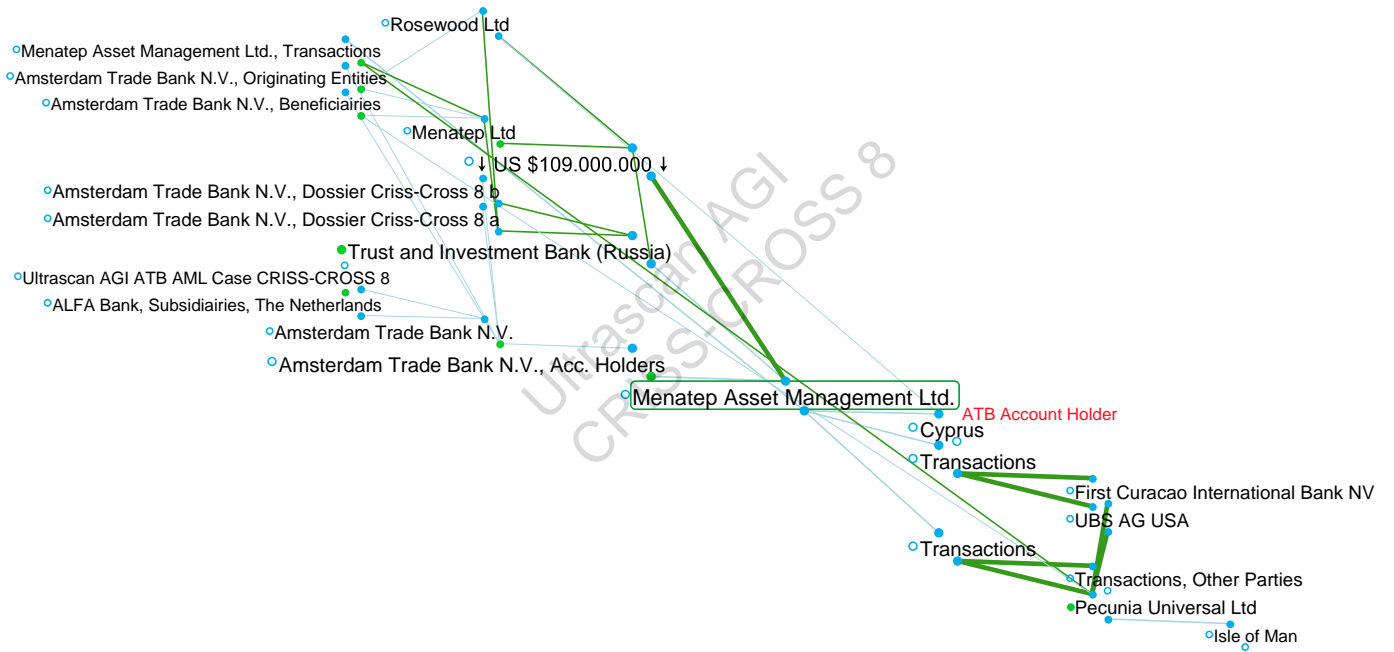 Rosewood Ltd
Menatep Asset Management Ltd., Transactions
Amsterdam Trade Bank N.V., Originating Entities
Amsterdam Trade Bank N.V., Beneficiairies
Menatep Ltd
↓ US $109.000.000 ↓
Amsterdam Trade Bank N.V., Dossier Criss-Cross 8 b
Amsterdam Trade Bank N.V., Dossier Criss-Cross 8 a
Trust and Investment Bank (Russia)
Ultrascan AGI ATB AML Case CRISS-CROSS 8
ALFA Bank, Subsidiairies, The Netherlands
Amsterdam Trade Bank N.V.
Amsterdam Trade Bank N.V., Acc. Holders
Ultrascan AGI
CRISS-CROSS 8
Menatep Asset Management Ltd.
ATB Account Holder
Cyprus
Transactions
First Curacao International Bank NV
UBS AG USA
Transactions
Transactions, Other Parties
Pecunia Universal Ltd
Isle of Man